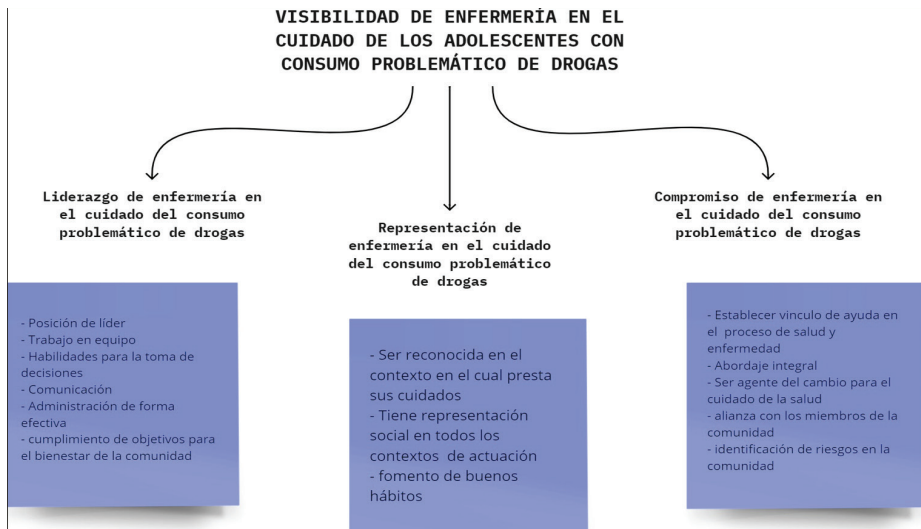 VISIBILIDAD DE ENFERMERÍA EN EL
CUIDADO DE LOS ADOLESCENTES CON
CONSUMO PROBLEMÁTICO DE DROGAS
Liderazgo de enfermería en
el cuidado del consumo
problemático de drogas
- Posición de líder
- Trabajo en equipo
- Habilidades para la toma de
decisiones
- Comunicación
- Administración de forma
efectiva
- cumplimiento de objetivos para
el bienestar de la comunidad
Representación de
enfermería en el cuidado
del consumo problemático
de drogas
- Ser reconocida en el
contexto en el cual presta
sus cuidados
- Tiene representación
social en todos los
contextos de actuación
- fomento de buenos
hábitos
Compromiso de enfermería en
el cuidado del consumo
problemático de drogas
- Establecer vinculo de ayuda en
el proceso de salud y
enfermedad
- Abordaje integral
- Ser agente del cambio para el
cuidado de la salud
- alianza con los miembros de la
comunidad
- identificación de riesgos en la
comunidad